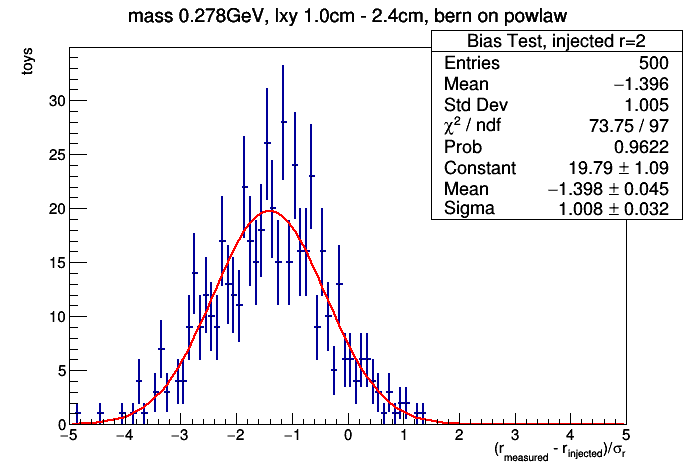 mass 0.278GeV, lxy 1.0cm - 2.4cm, bern on powlaw
Bias Test, injected r=2
Entries 500
Mean −1.396
Std Dev 1.005
χ² / ndf 73.75 / 97
Prob 0.9622
Constant 19.79 ± 1.09
Mean −1.398 ± 0.045
Sigma 1.008 ± 0.032
toys
30
25
20
15
10
5
0
−5 −4 −3 −2 −1 0 1 2 3 4 5
(r_measured - r_injected)/σ_r